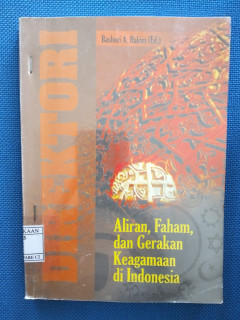 Bashori A. Hakim (Ed.)
DIREKTORI
Aliran, Faham,
dan Gerakan
Keagamaan
di Indonesia